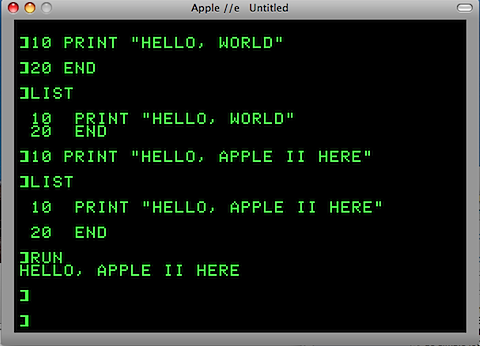 Apple //e Untitled
]10 PRINT "HELLO, WORLD"
]20 END
]LIST
10 PRINT "HELLO, WORLD"
20 END
]10 PRINT "HELLO, APPLE II HERE"
]LIST
10 PRINT "HELLO, APPLE II HERE"
20 END
]RUN
HELLO, APPLE II HERE
]
]